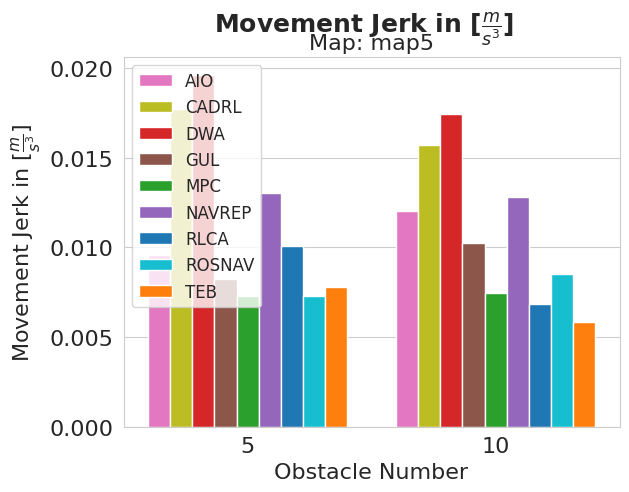 Movement Jerk in [m/s³]
Map: map5
Movement Jerk in [m/s³]
0.020
0.015
0.010
0.005
0.000
AIO
CADRL
DWA
GUL
MPC
NAVREP
RLCA
ROSNAV
TEB
5 10
Obstacle Number